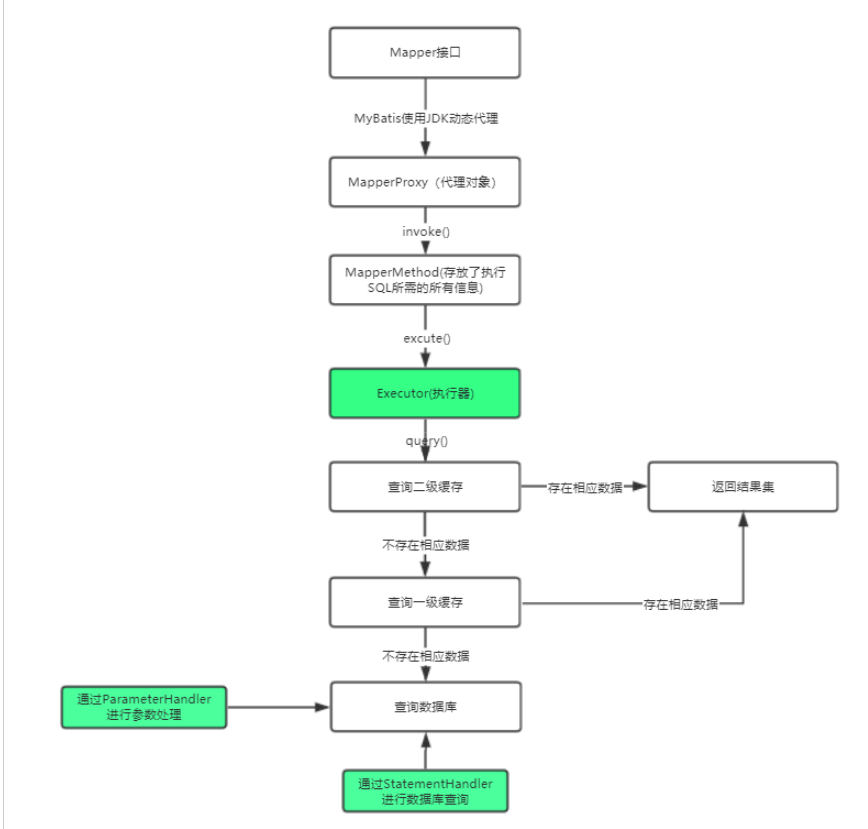 Mapper接口
MyBatis使用JDK动态代理
MapperProxy（代理对象）
invoke()
MapperMethod(存放了执行
SQL所需的所有信息)
excute()
Executor(执行器)
query()
查询二级缓存
存在相应数据
返回结果集
不存在相应数据
查询一级缓存
存在相应数据
不存在相应数据
通过ParameterHandler
进行参数处理
查询数据库
通过StatementHandler
进行数据库查询